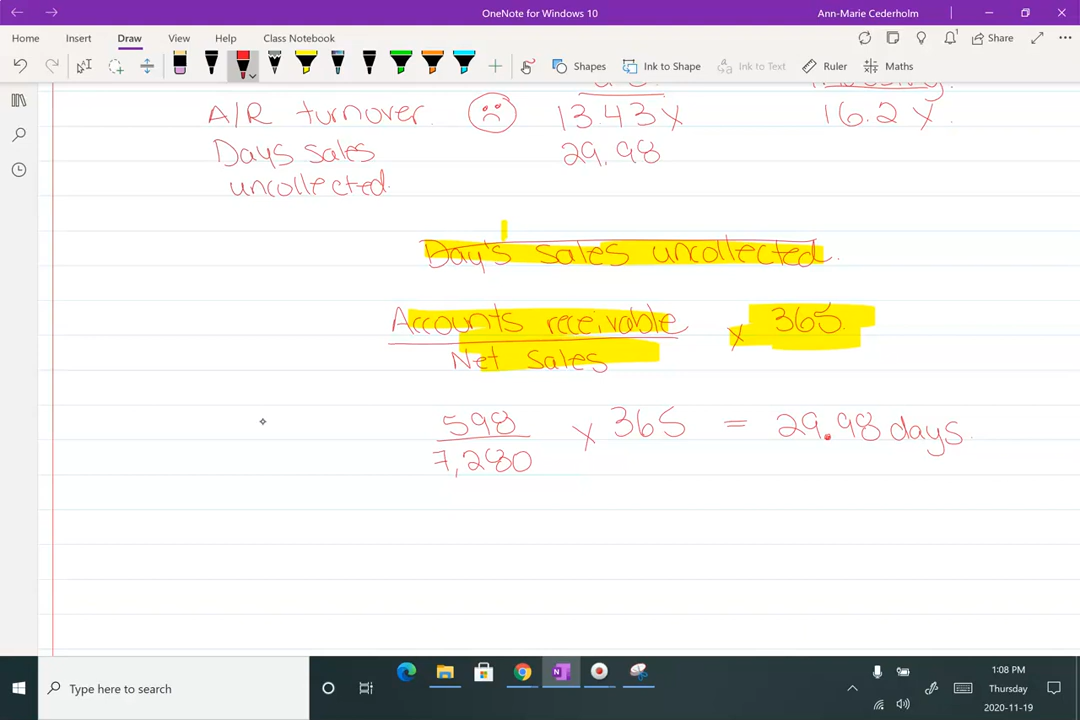 OneNote for Windows 10
Ann-Marie Cederholm
Home Insert Draw View Help Class Notebook
Share
Shapes Ink to Shape Ink to Text Ruler Maths
A/R turnover. 13.43X 16.2 X.
Days sales 29.98
uncollected.
Day's sales uncollected.
Accounts receivable x 365.
Net Sales
598 x 365 = 29.98 days.
7,280
Type here to search
1:08 PM
Thursday
2020-11-19